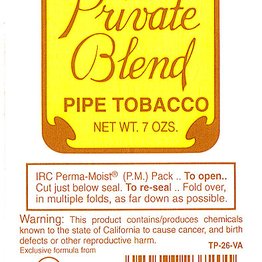 Private
Blend
PIPE TOBACCO
NET WT. 7 OZS.
IRC Perma-Moist® (P.M.) Pack .. To open..
Cut just below seal. To re-seal .. Fold over,
in multiple folds, as far down as possible.
Warning: This product contains/produces chemicals
known to the state of California to cause cancer, and birth
defects or other reproductive harm.
TP-26-VA
Exclusive formula from